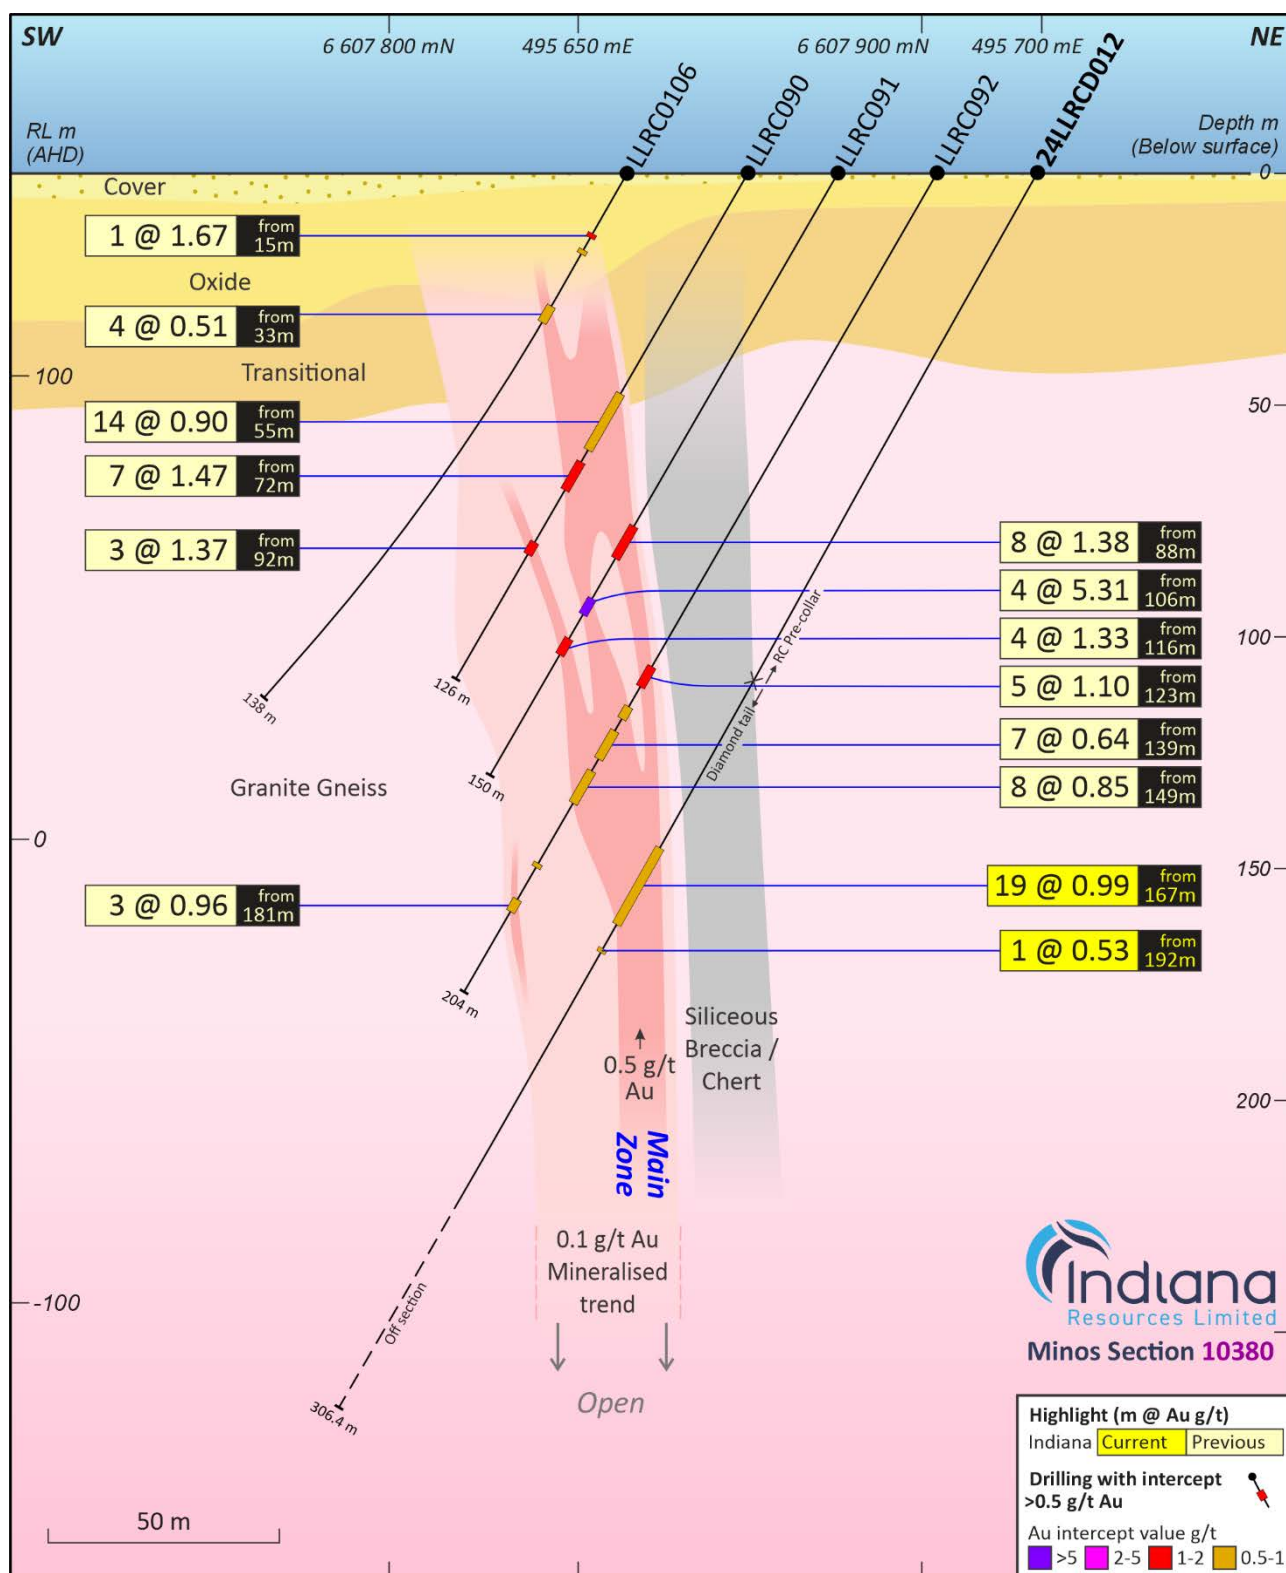 SW
6 607 800 mN
495 650 mE
6 607 900 mN
495 700 mE
NE
RL m
(AHD)
LLRC0106
LLRC090
LLRC091
LLRC092
24LLRCD012
Depth m
(Below surface)
0
Cover
1 @ 1.67 from 15m
Oxide
4 @ 0.51 from 33m
Transitional
100
50
14 @ 0.90 from 55m
7 @ 1.47 from 72m
3 @ 1.37 from 92m
8 @ 1.38 from 88m
4 @ 5.31 from 106m
4 @ 1.33 from 116m
100
5 @ 1.10 from 123m
7 @ 0.64 from 139m
8 @ 0.85 from 149m
RC Pre-collar
Diamond tail
138 m
126 m
150 m
Granite Gneiss
0
150
3 @ 0.96 from 181m
19 @ 0.99 from 167m
1 @ 0.53 from 192m
204 m
Siliceous
Breccia /
Chert
0.5 g/t
Au
200
Main
Zone
0.1 g/t Au
Mineralised
trend
-100
Off section
306.4 m
Open
Indiana
Resources Limited
Minos Section 10380
50 m
Highlight (m @ Au g/t)
Indiana Current Previous
Drilling with intercept
>0.5 g/t Au
Au intercept value g/t
>5 2-5 1-2 0.5-1